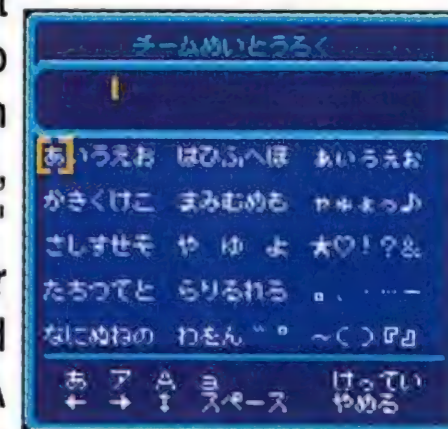 チームめいとうろく
あいうえお はひふへほ ぁぃぅぇぉ
かきくけこ まみむめも ゃゅょっ♪
さしすせそ や ゆ よ ★♡!?&
たちつてと らりるれろ 。、・…ー
なにぬねの わをん゛゜ ~()『』
あ ア A ョ けってい
← → ↕ スペース やめる